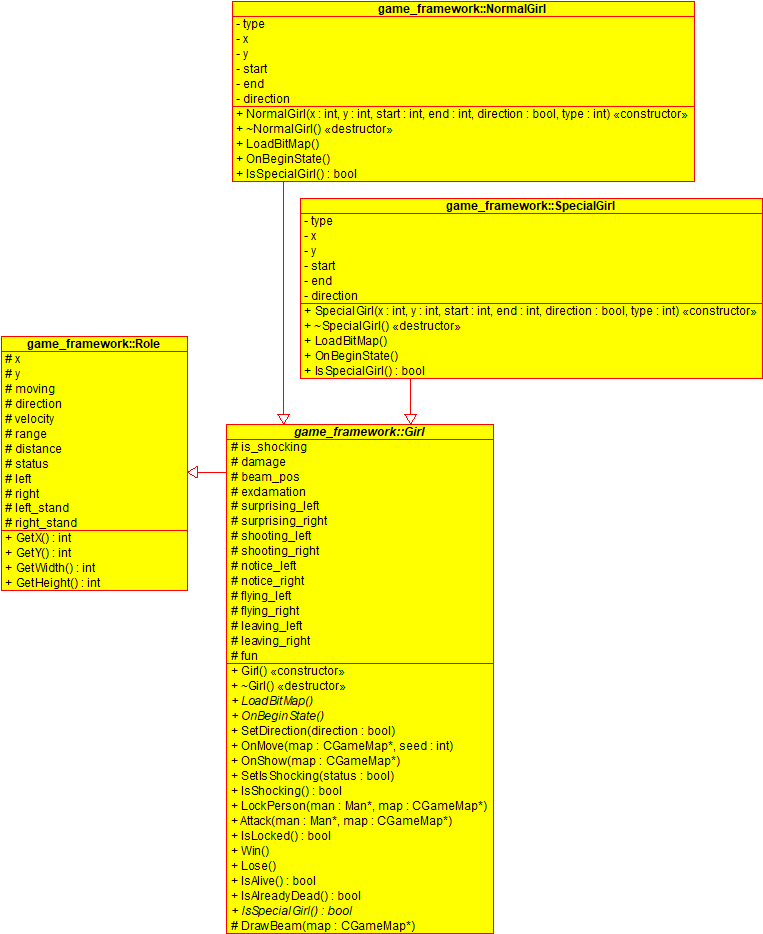 game_framework::NormalGirl
- type
- x
- y
- start
- end
- direction
+ NormalGirl(x : int, y : int, start : int, end : int, direction : bool, type : int) «constructor»
+ ~NormalGirl() «destructor»
+ LoadBitMap()
+ OnBeginState()
+ IsSpecialGirl() : bool
game_framework::SpecialGirl
- type
- x
- y
- start
- end
- direction
+ SpecialGirl(x : int, y : int, start : int, end : int, direction : bool, type : int) «constructor»
+ ~SpecialGirl() «destructor»
+ LoadBitMap()
+ OnBeginState()
+ IsSpecialGirl() : bool
game_framework::Role
# x
# y
# moving
# direction
# velocity
# range
# distance
# status
# left
# right
# left_stand
# right_stand
+ GetX() : int
+ GetY() : int
+ GetWidth() : int
+ GetHeight() : int
game_framework::Girl
# is_shocking
# damage
# beam_pos
# exclamation
# surprising_left
# surprising_right
# shooting_left
# shooting_right
# notice_left
# notice_right
# flying_left
# flying_right
# leaving_left
# leaving_right
# fun
+ Girl() «constructor»
+ ~Girl() «destructor»
+ LoadBitMap()
+ OnBeginState()
+ SetDirection(direction : bool)
+ OnMove(map : CGameMap*, seed : int)
+ OnShow(map : CGameMap*)
+ SetIsShocking(status : bool)
+ IsShocking() : bool
+ LockPerson(man : Man*, map : CGameMap*)
+ Attack(man : Man*, map : CGameMap*)
+ IsLocked() : bool
+ Win()
+ Lose()
+ IsAlive() : bool
+ IsAlreadyDead() : bool
+ IsSpecialGirl() : bool
# DrawBeam(map : CGameMap*)